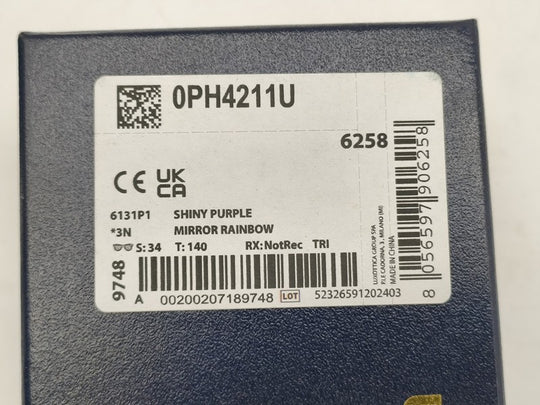 0PH4211U
6258
CE UK CA
6131P1 SHINY PURPLE
*3N MIRROR RAINBOW
S: 34 T: 140 RX:NotRec TRI
9748
A 00200207189748 LOT 52326591202403
LUXOTTICA GROUP SPA
P.LE CADORNA, 3 , MILANO (MI)
MADE IN CHINA
8 056597 906258